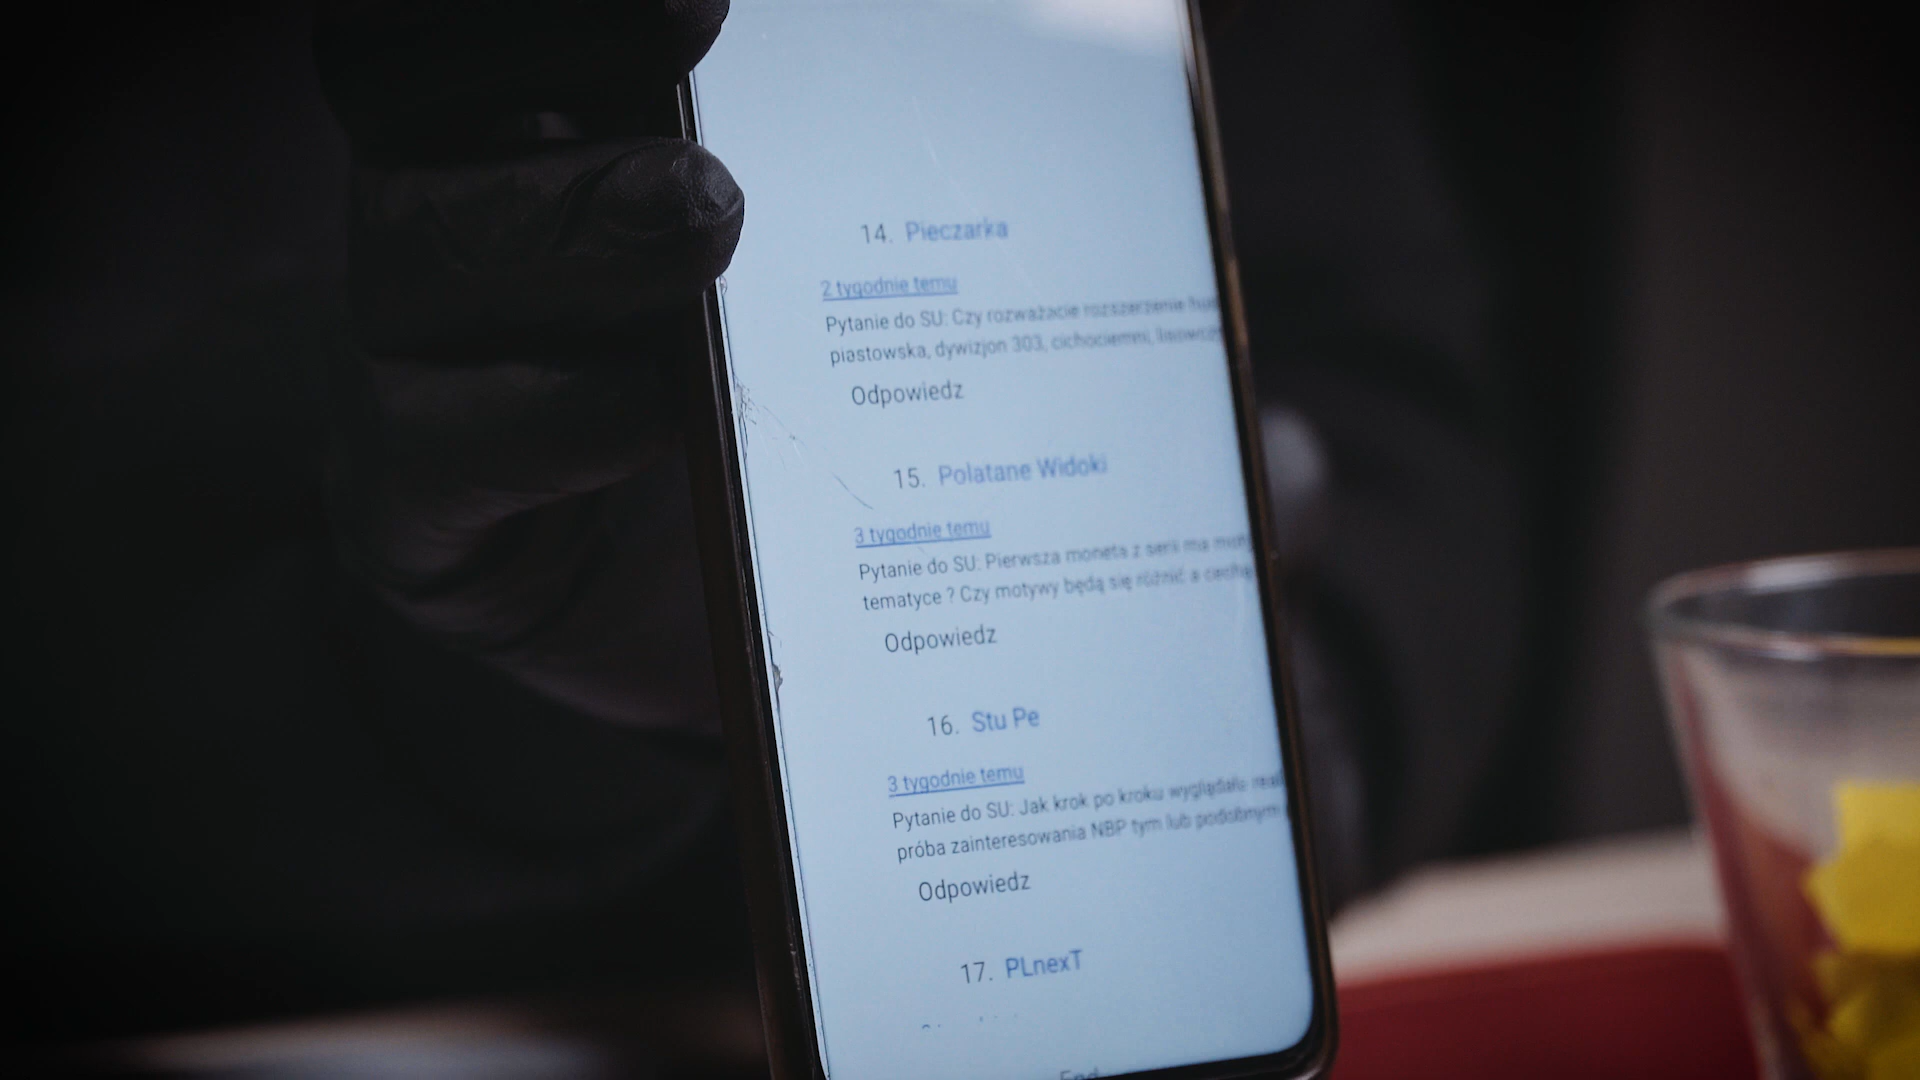 14. Pieczarka
2 tygodnie temu
Pytanie do SU: Czy rozważacie rozszerzenie
piastowska, dywizjon 303, cichociemni,
Odpowiedz
15. Polatane Widoki
3 tygodnie temu
Pytanie do SU: Pierwsza moneta z serii ma
tematyce ? Czy motywy będą się różnić a
Odpowiedz
16. Stu Pe
3 tygodnie temu
Pytanie do SU: Jak krok po kroku wyglądało
próba zainteresowania NBP tym lub podobnym
Odpowiedz
17. PLnexT